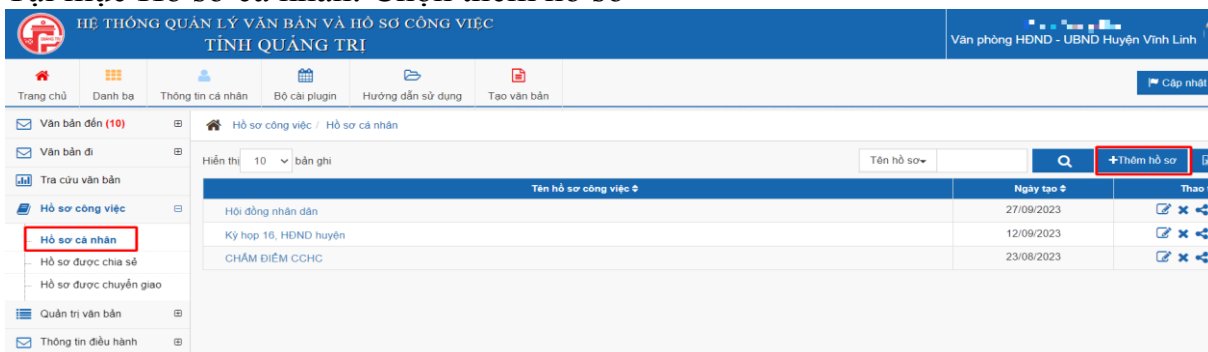 HỆ THỐNG QUẢN LÝ VĂN BẢN VÀ HỒ SƠ CÔNG VIỆC
TỈNH QUẢNG TRỊ
Văn phòng HĐND - UBND Huyện Vĩnh Linh
Trang chủ
Danh bạ
Thông tin cá nhân
Bộ cài plugin
Hướng dẫn sử dụng
Tạo văn bản
Cập nhật
Văn bản đến (10)
Văn bản đi
Tra cứu văn bản
Hồ sơ công việc
Hồ sơ cá nhân
Hồ sơ được chia sẻ
Hồ sơ được chuyển giao
Quản trị văn bản
Thông tin điều hành
Hồ sơ công việc / Hồ sơ cá nhân
Hiển thị 10 bản ghi
Tên hồ sơ
+Thêm hồ sơ
Tên hồ sơ công việc Ngày tạo Thao
Hội đồng nhân dân 27/09/2023
Kỳ họp 16, HĐND huyện 12/09/2023
CHẤM ĐIỂM CCHC 23/08/2023